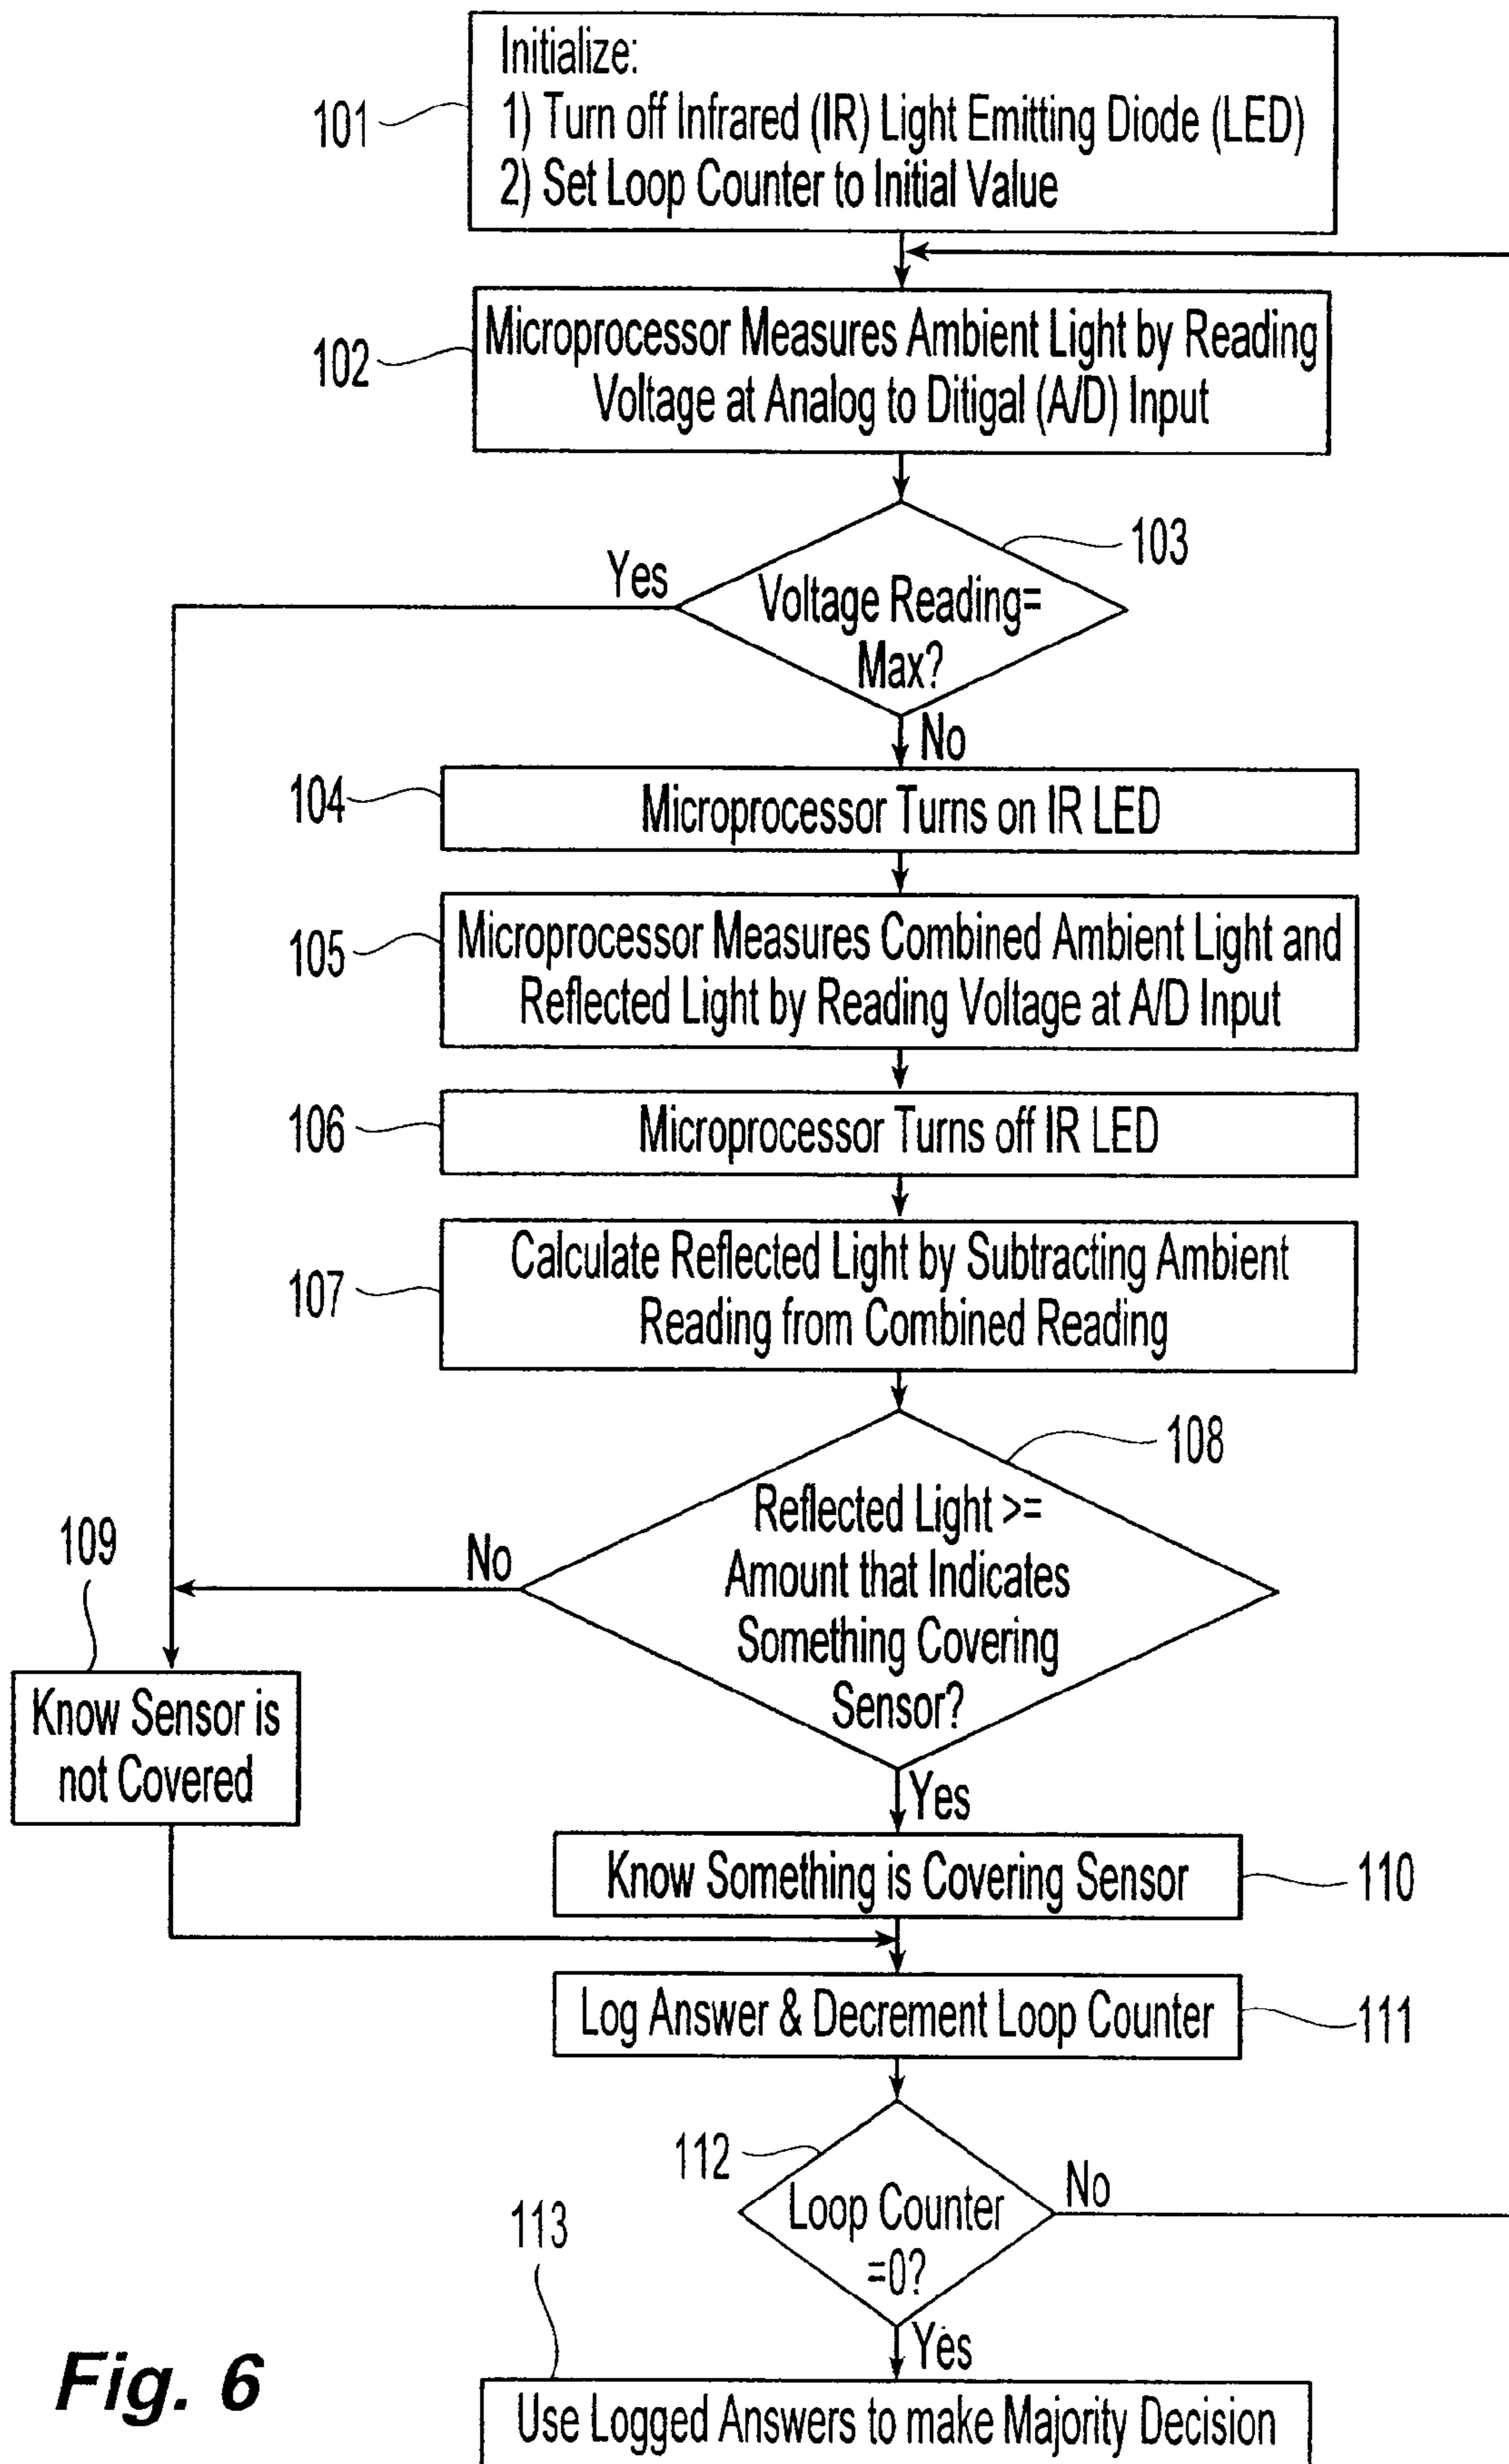 Initialize:
1) Turn off Infrared (IR) Light Emitting Diode (LED)
2) Set Loop Counter to Initial Value
101
Microprocessor Measures Ambient Light by Reading
Voltage at Analog to Ditigal (A/D) Input
102
103
Yes
Voltage Reading=
Max?
No
104
Microprocessor Turns on IR LED
105
Microprocessor Measures Combined Ambient Light and
Reflected Light by Reading Voltage at A/D Input
106
Microprocessor Turns off IR LED
107
Calculate Reflected Light by Subtracting Ambient
Reading from Combined Reading
108
Reflected Light >=
Amount that Indicates
Something Covering
Sensor?
No
109
Know Sensor is
not Covered
Yes
Know Something is Covering Sensor
110
Log Answer & Decrement Loop Counter
111
112
Loop Counter
=0?
No
113
Yes
Use Logged Answers to make Majority Decision
Fig. 6